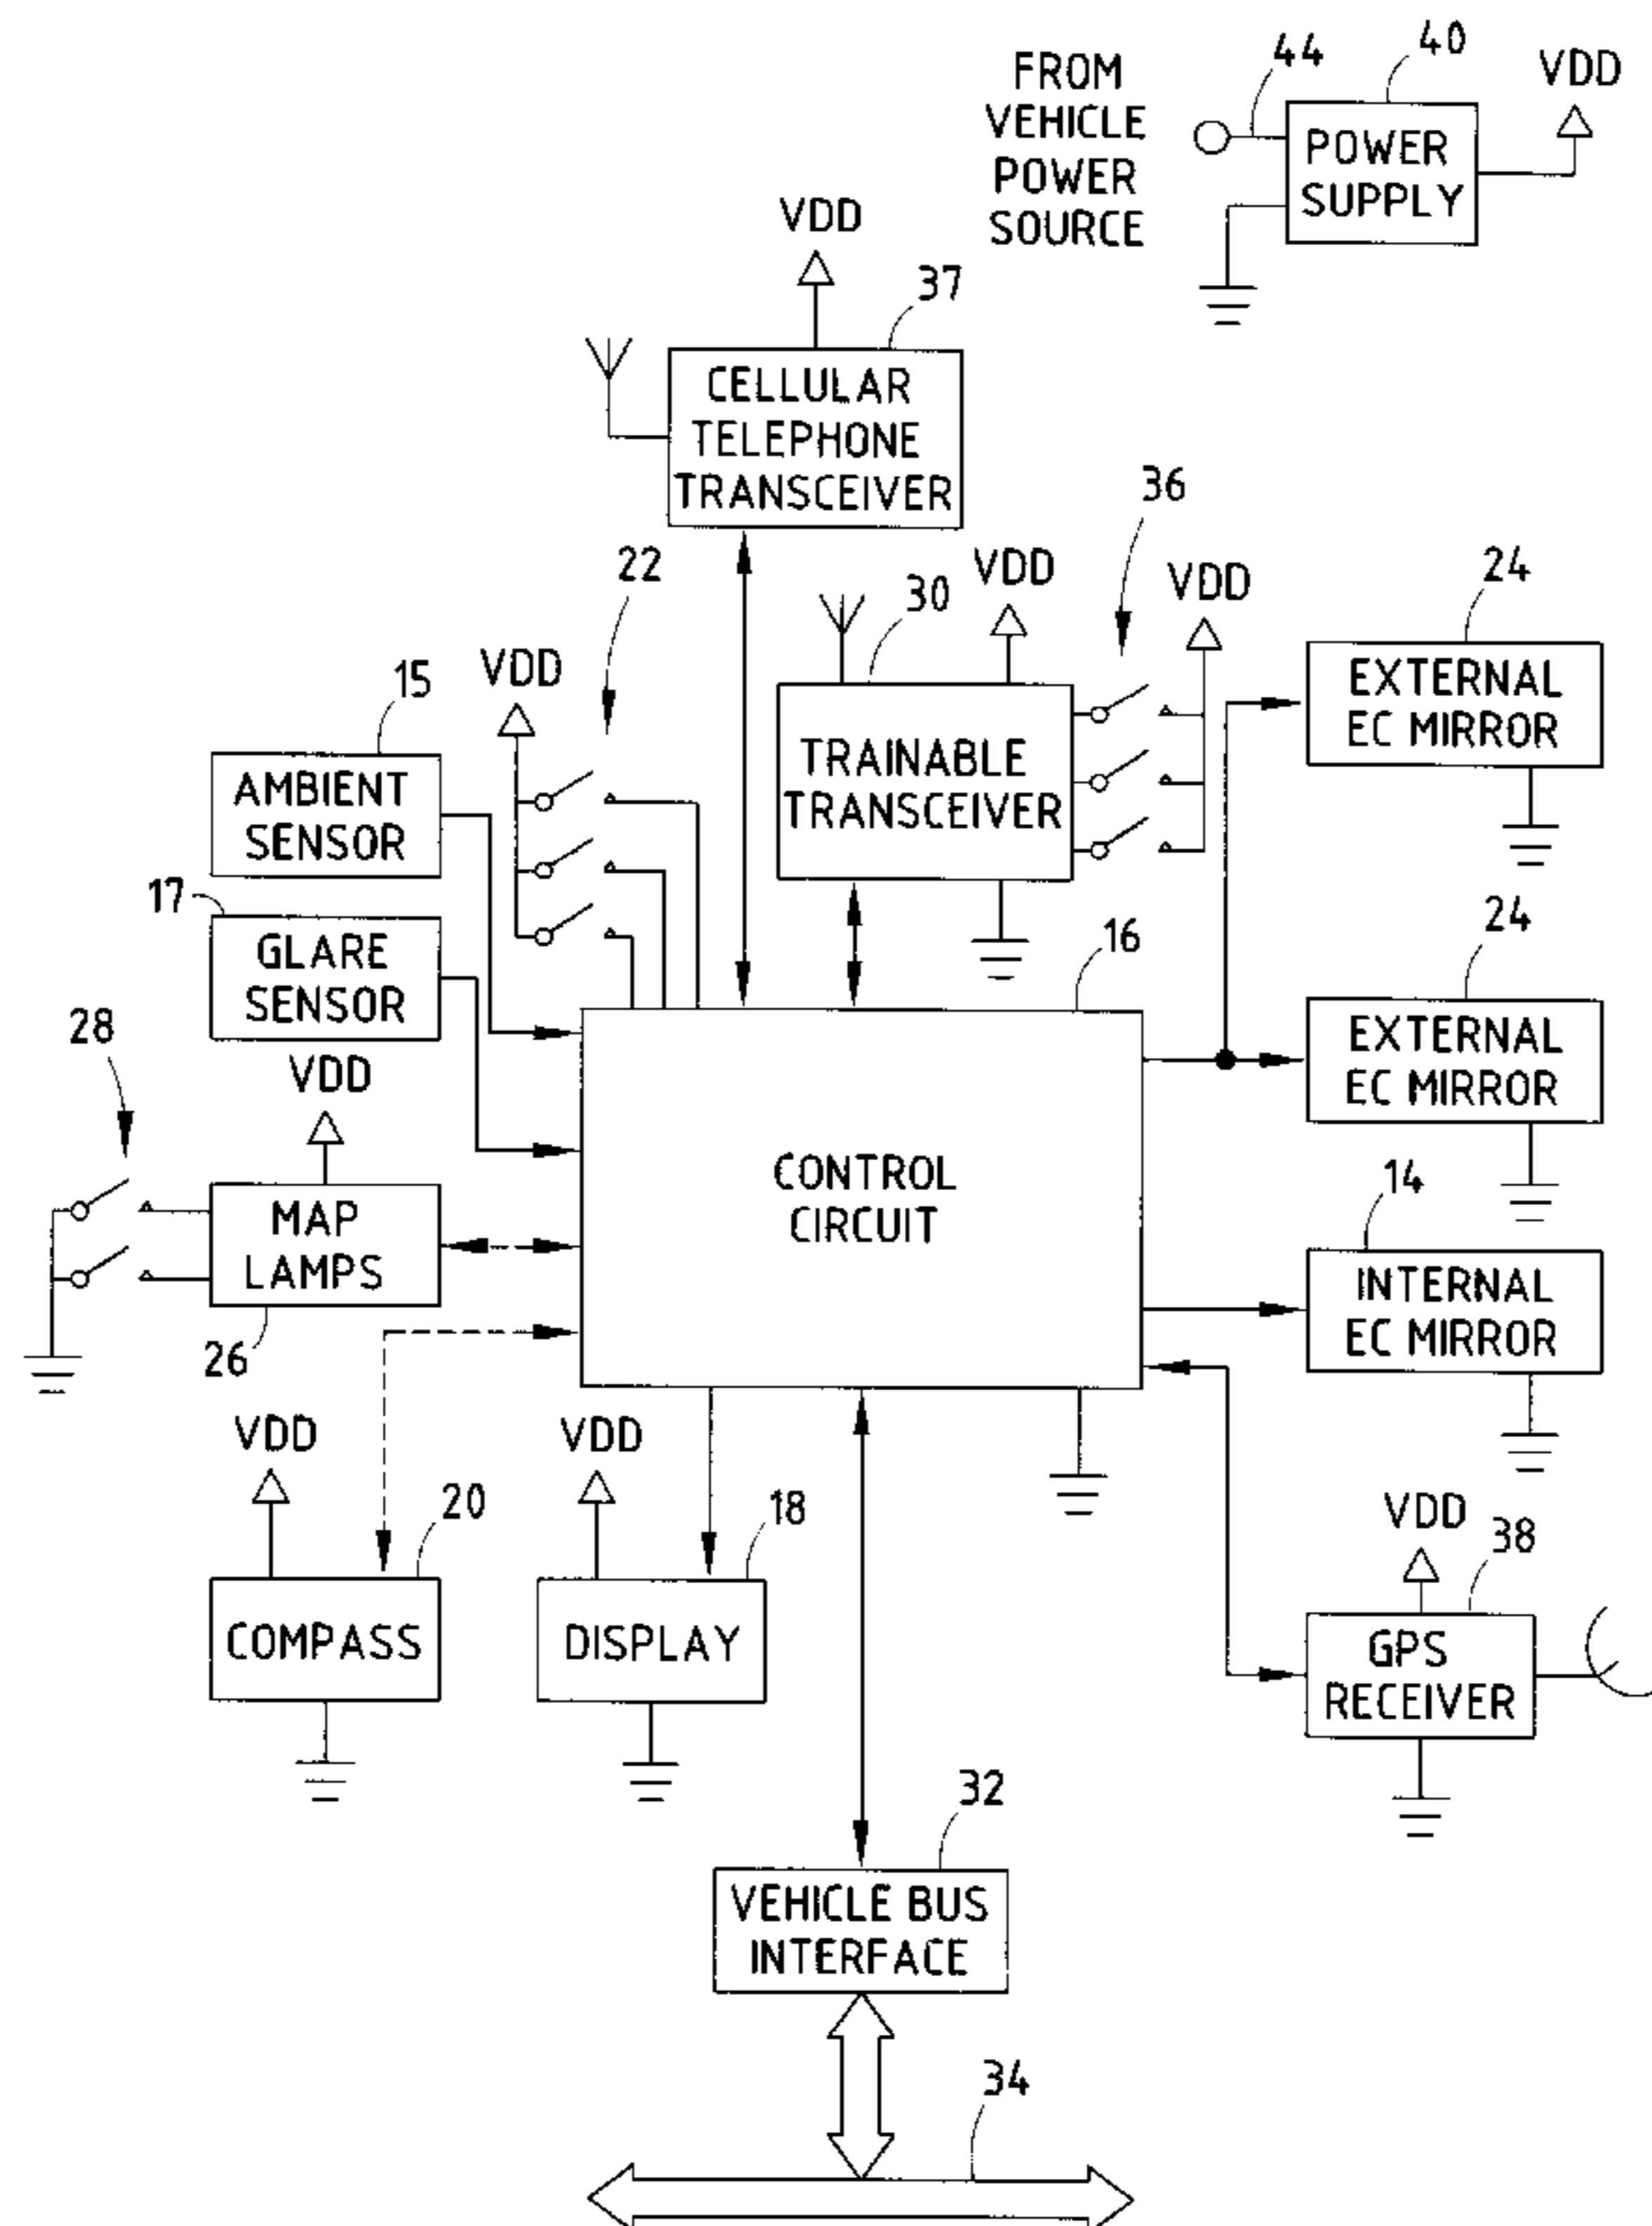 FROM
VEHICLE
POWER
SOURCE
44
40
VDD
POWER
SUPPLY
VDD
37
CELLULAR
TELEPHONE
TRANSCEIVER
36
22
30
VDD
VDD
24
EXTERNAL
EC MIRROR
15
VDD
AMBIENT
SENSOR
TRAINABLE
TRANSCEIVER
17
GLARE
SENSOR
16
24
EXTERNAL
EC MIRROR
28
VDD
MAP
LAMPS
26
CONTROL
CIRCUIT
14
INTERNAL
EC MIRROR
VDD
20
COMPASS
VDD
18
DISPLAY
VDD
38
GPS
RECEIVER
32
VEHICLE BUS
INTERFACE
34